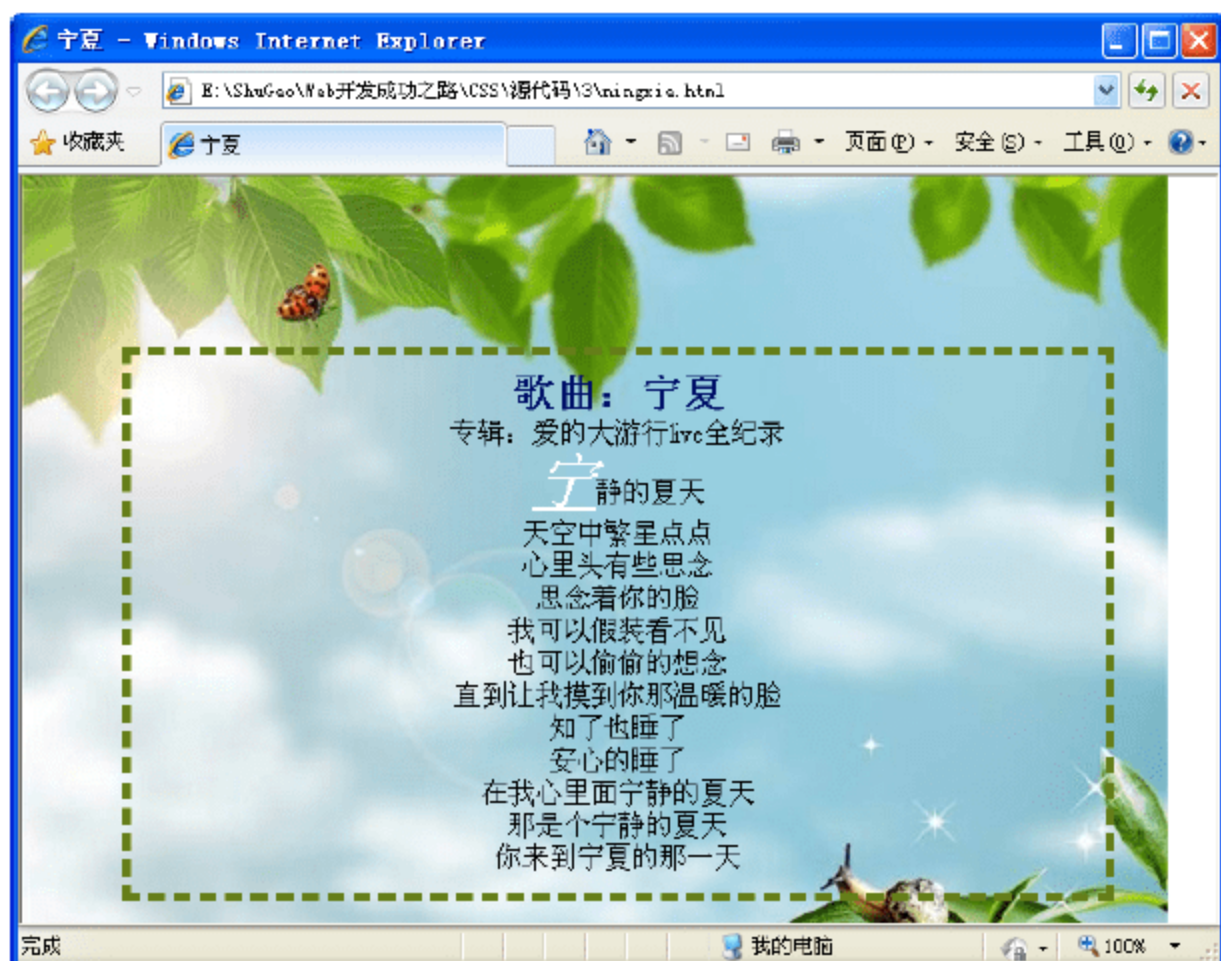 宁夏 - Windows Internet Explorer
E:\ShuGao\Web开发成功之路\CSS\源代码\3\ningxia.html
收藏夹 宁夏 页面(P) 安全(S) 工具(O)
歌曲：宁夏
专辑：爱的大游行live全纪录
宁静的夏天
天空中繁星点点
心里头有些思念
思念着你的脸
我可以假装看不见
也可以偷偷的想念
直到让我摸到你那温暖的脸
知了也睡了
安心的睡了
在我心里面宁静的夏天
那是个宁静的夏天
你来到宁夏的那一天
完成 我的电脑 100%